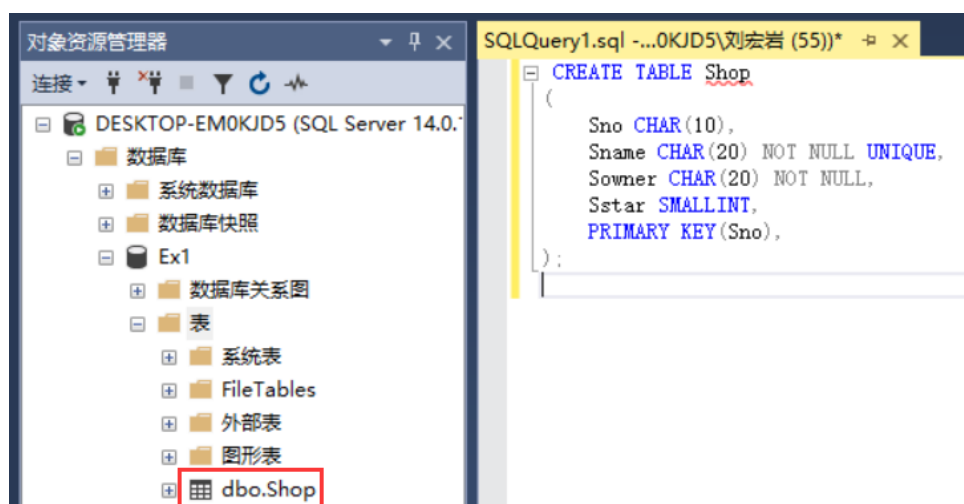 对象资源管理器
连接
DESKTOP-EM0KJD5 (SQL Server 14.0.
数据库
系统数据库
数据库快照
Ex1
数据库关系图
表
系统表
FileTables
外部表
图形表
dbo.Shop
SQLQuery1.sql -...0KJD5\刘宏岩 (55))*
CREATE TABLE Shop
(
Sno CHAR(10),
Sname CHAR(20) NOT NULL UNIQUE,
Sowner CHAR(20) NOT NULL,
Sstar SMALLINT,
PRIMARY KEY(Sno),
);